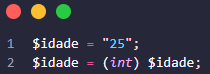 1 $idade = "25";
2 $idade = (int) $idade;